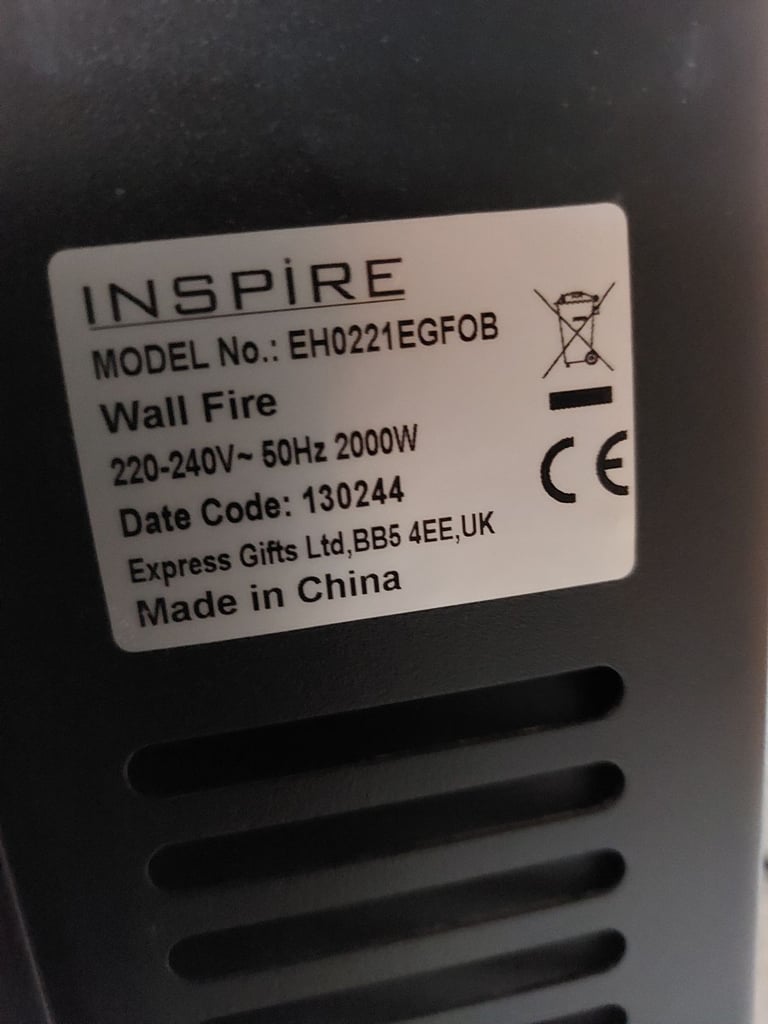 INSPİRE
MODEL No.: EH0221EGFOB
Wall Fire
220-240V~ 50Hz 2000W
Date Code: 130244
Express Gifts Ltd,BB5 4EE,UK
Made in China
CE